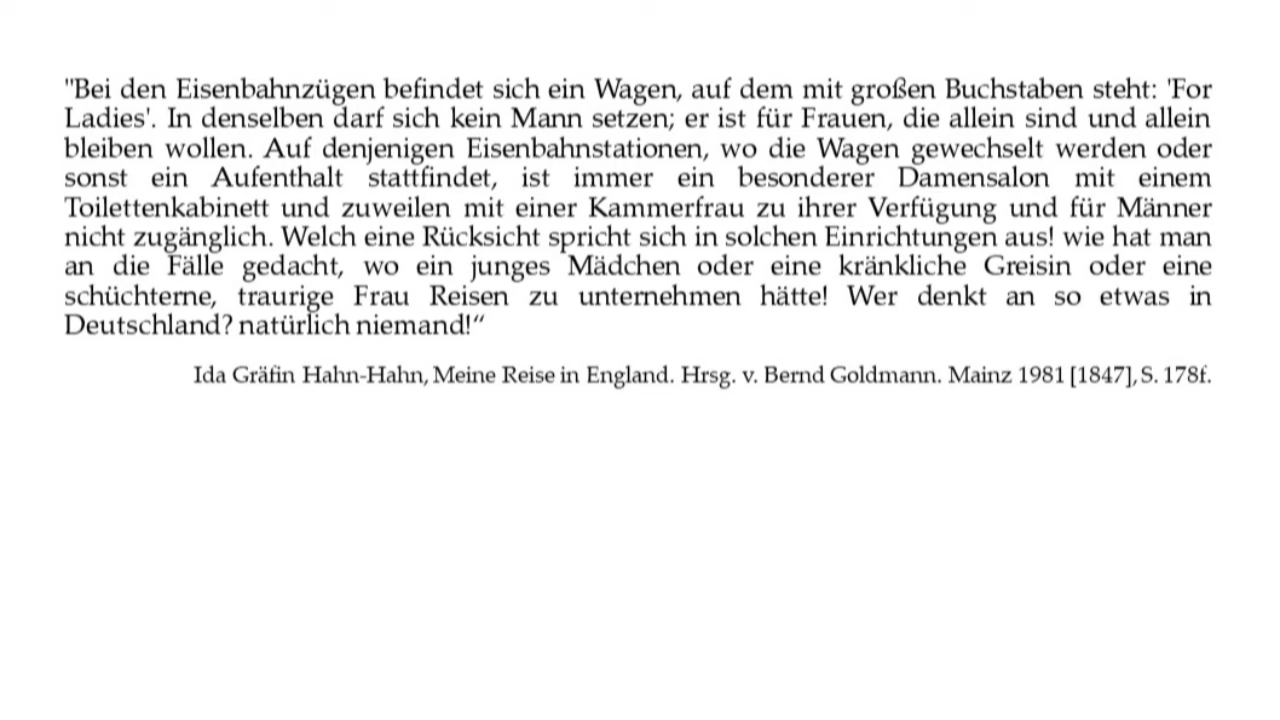 "Bei den Eisenbahnzügen befindet sich ein Wagen, auf dem mit großen Buchstaben steht: 'For
Ladies'. In denselben darf sich kein Mann setzen; er ist für Frauen, die allein sind und allein
bleiben wollen. Auf denjenigen Eisenbahnstationen, wo die Wagen gewechselt werden oder
sonst ein Aufenthalt stattfindet, ist immer ein besonderer Damensalon mit einem
Toilettenkabinett und zuweilen mit einer Kammerfrau zu ihrer Verfügung und für Männer
nicht zugänglich. Welch eine Rücksicht spricht sich in solchen Einrichtungen aus! wie hat man
an die Fälle gedacht, wo ein junges Mädchen oder eine kränkliche Greisin oder eine
schüchterne, traurige Frau Reisen zu unternehmen hätte! Wer denkt an so etwas in
Deutschland? natürlich niemand!“
Ida Gräfin Hahn-Hahn, Meine Reise in England. Hrsg. v. Bernd Goldmann. Mainz 1981 [1847], S. 178f.